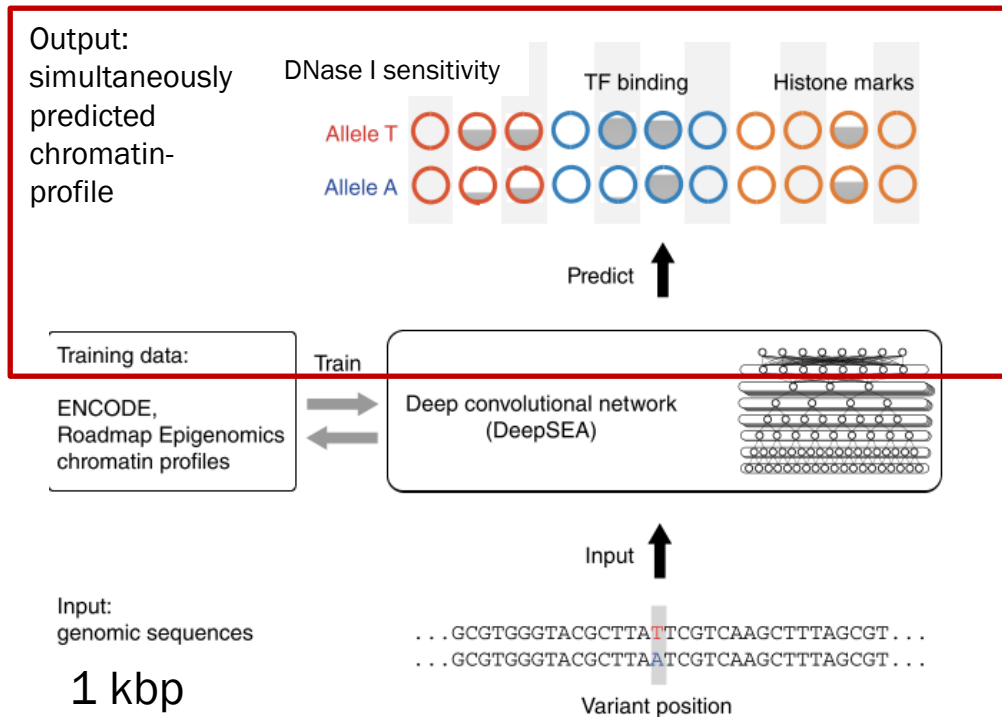 Output:
simultaneously
predicted
chromatin-
profile
DNase I sensitivity
TF binding
Histone marks
Allele T
Allele A
Predict
Training data:
ENCODE,
Roadmap Epigenomics
chromatin profiles
Train
Deep convolutional network
(DeepSEA)
Input
Input:
genomic sequences
...GCGTGGGTACGCTTATTCGTCAAGCTTTAGCGT...
...GCGTGGGTACGCTTAATCGTCAAGCTTTAGCGT...
1 kbp
Variant position